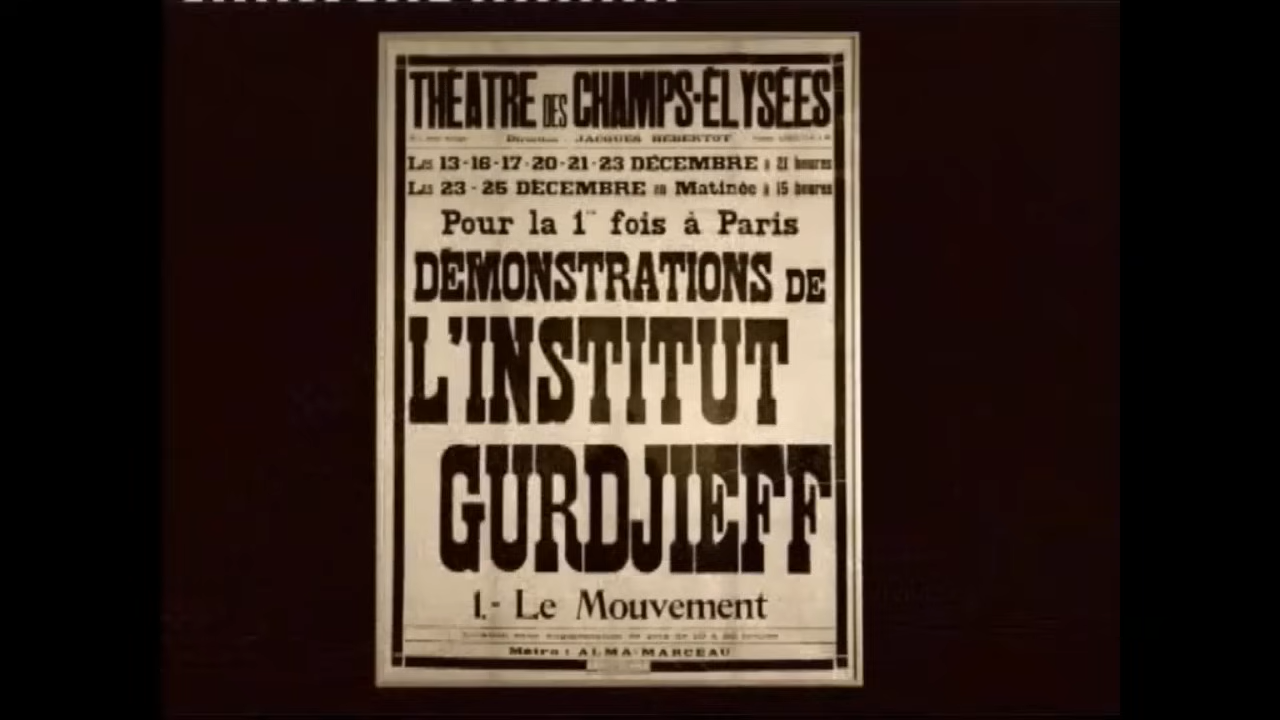 THÉATRE DES CHAMPS-ÉLYSÉES
Direction : JACQUES HÉBERTOT
Les 13-16-17-20-21-23 DÉCEMBRE à 21 heures
Les 23-25 DÉCEMBRE en Matinée à 15 heures
Pour la 1re fois à Paris
DÉMONSTRATIONS DE
L'INSTITUT
GURDJIEFF
1.- Le Mouvement
Métro : ALMA-MARCEAU